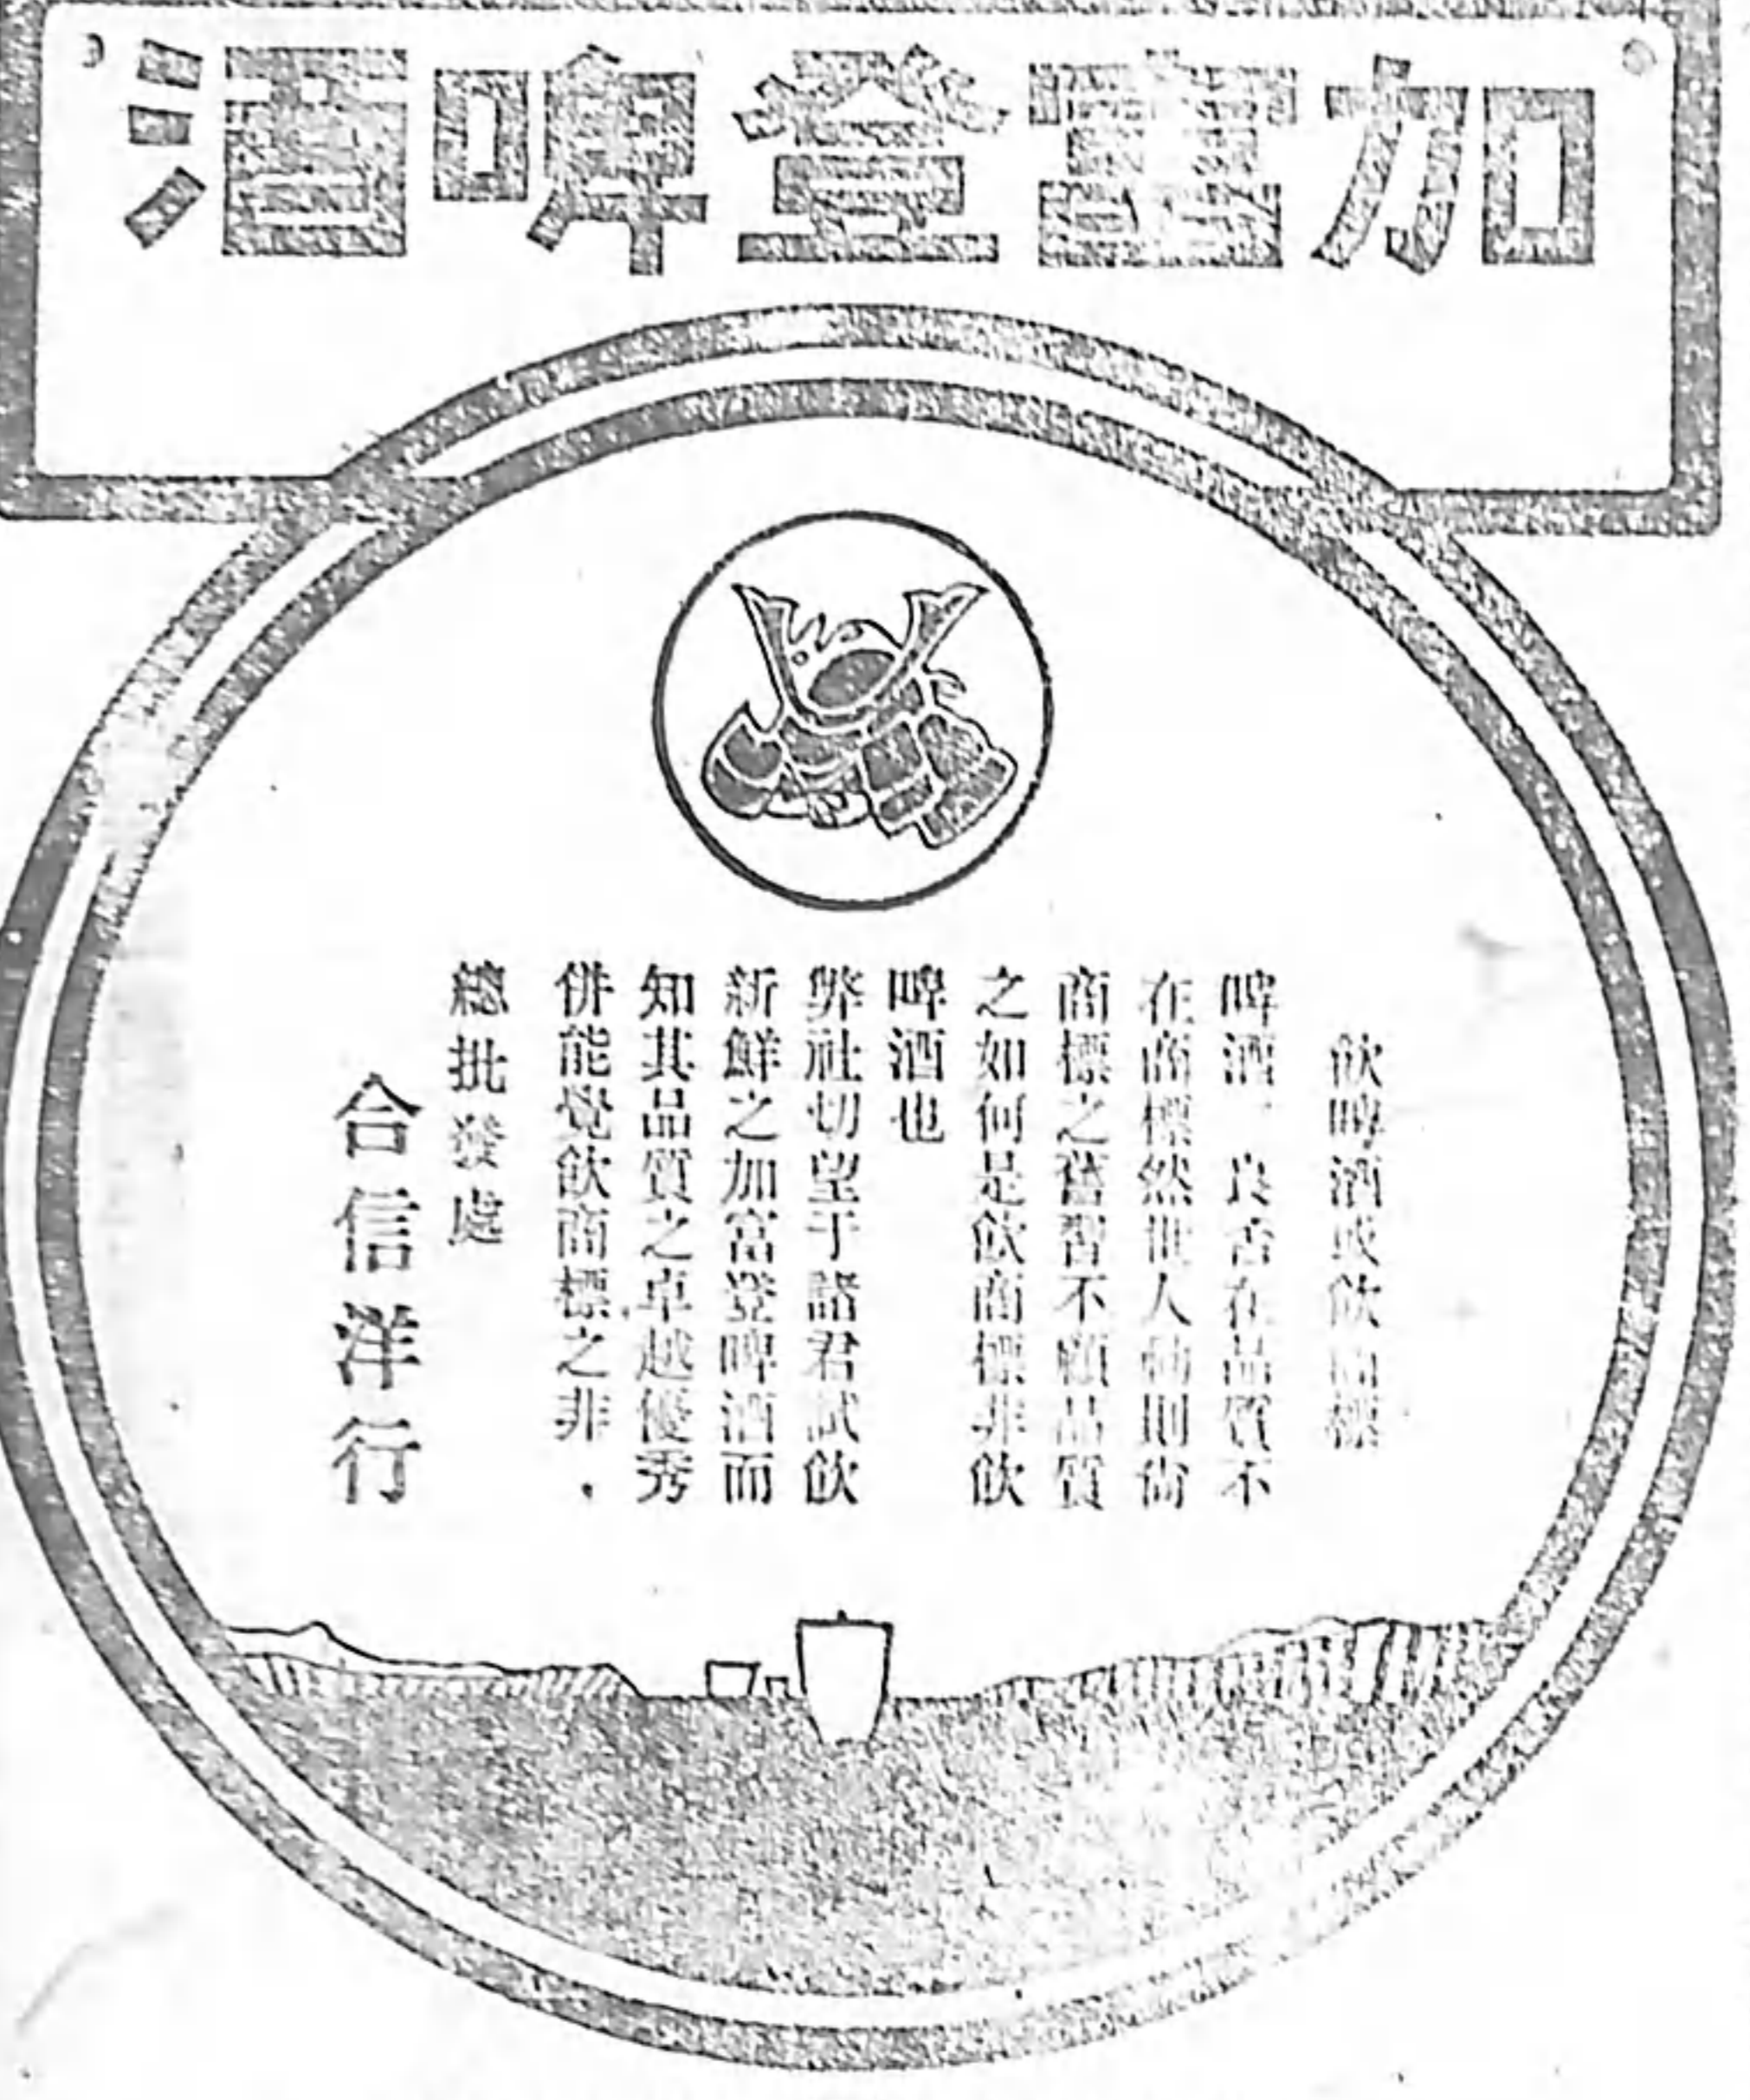 加富登啤酒
飲啤酒或飲商標
啤酒、良否在品質不
在商標然世人動則尚
商標之舊習不顧品質
之如何是飲商標非飲
啤酒也
弊社切望于諸君試飲
新鮮之加富登啤酒而
知其品質之卓越優秀
併能覺飲商標之非，
總批發處
合信洋行